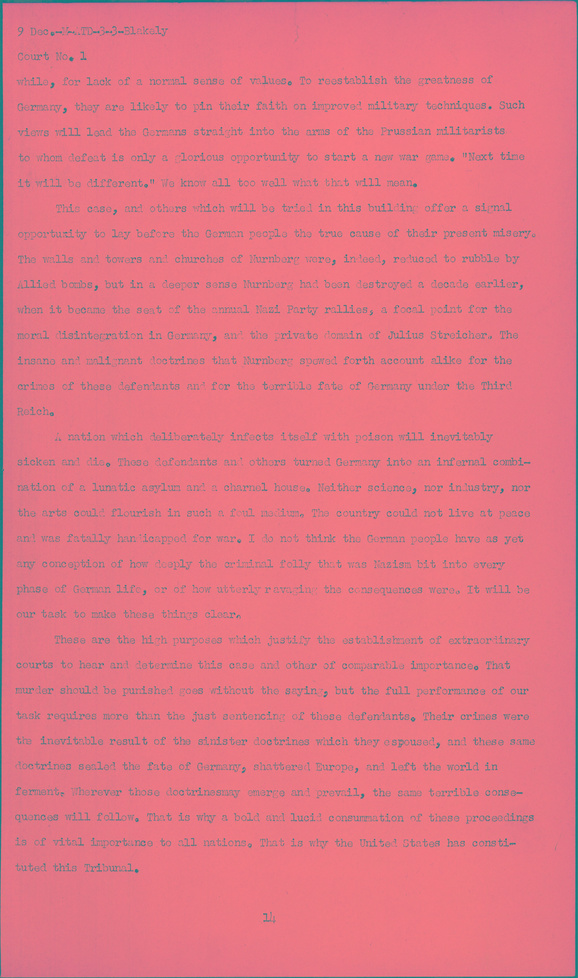 9 Dec.-M-ATD-3-3-Blakely
Court No. 1
while, for lack of a normal sense of values. To reestablish the greatness of
Germany, they are likely to pin their faith on improved military techniques. Such
views will lead the Germans straight into the arms of the Prussian militarists
to whom defeat is only a glorious opportunity to start a new war game. "Next time
it will be different." We know all too well what that will mean.
This case, and others which will be tried in this building offer a signal
opportuxity to lay before the German people the true cause of their present misery.
The walls and towers and churches of Nurnberg were, indeed, reduced to rubble by
Allied bombs, but in a deeper sense Nurnberg had been destroyed a decade earlier,
when it became the seat of the annual Nazi Party rallies, a focal point for the
moral disintegration in Germany, and the private domain of Julius Streicher. The
insane and malignant doctrines that Nurnberg spewed forth account alike for the
crimes of these defendants and for the terrible fate of Germany under the Third
Reich.
A nation which deliberately infects itself with poison will inevitably
sicken and die. These defendants and others turned Germany into an infernal combi-
nation of a lunatic asylum and a charnel house. Neither science, nor industry, nor
the arts could flourish in such a foul medium. The country could not live at peace
and was fatally handicapped for war. I do not think the German people have as yet
any conception of how deeply the criminal folly that was Nazism bit into every
phase of German life, or of how utterly ravaging the consequences were. It will be
our task to make these things clear.
These are the high purposes which justify the establishment of extraordinary
courts to hear and determine this case and other of comparable importance. That
murder should be punished goes without the saying, but the full performance of our
task requires more than the just sentencing of these defendants. Their crimes were
the inevitable result of the sinister doctrines which they espoused, and these same
doctrines sealed the fate of Germany, shattered Europe, and left the world in
ferment. Wherever those doctrinesmay emerge and prevail, the same terrible conse-
quences will follow. That is why a bold and lucid consummation of these proceedings
is of vital importance to all nations. That is why the United States has consti-
tuted this Tribunal.
14